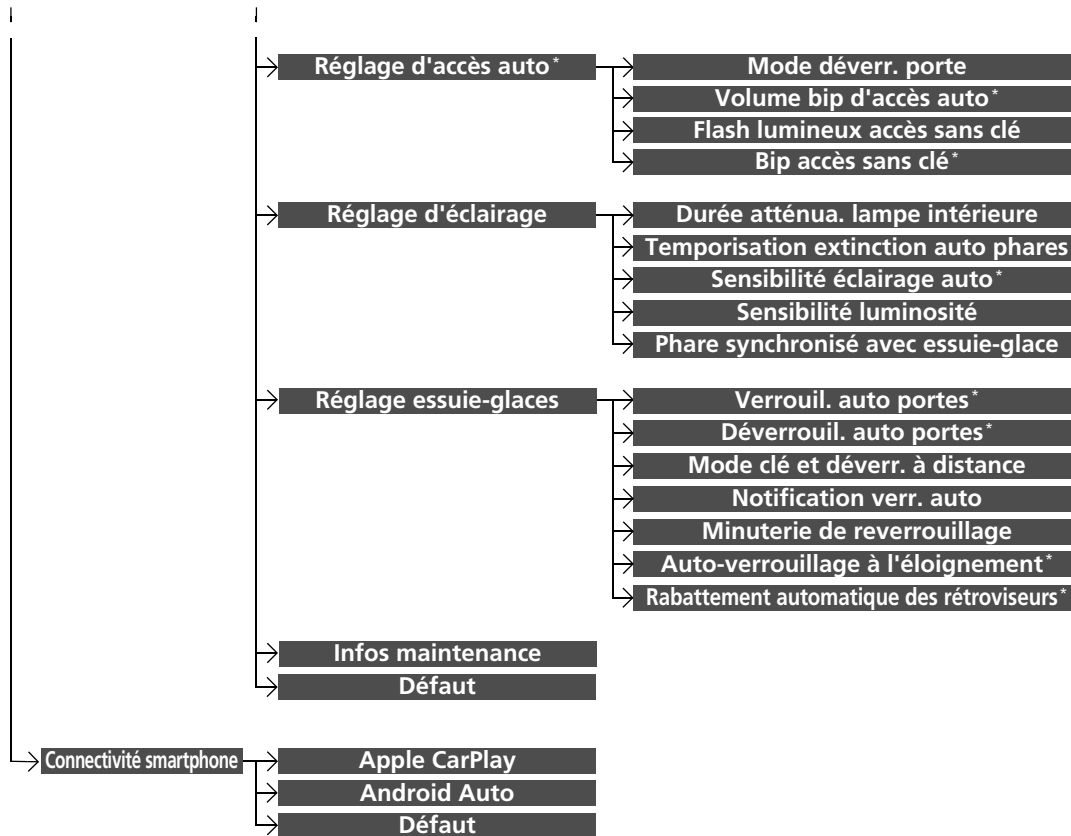 Réglage d'accès auto*
Mode déverr. porte
Volume bip d'accès auto*
Flash lumineux accès sans clé
Bip accès sans clé*
Réglage d'éclairage
Durée atténua. lampe intérieure
Temporisation extinction auto phares
Sensibilité éclairage auto*
Sensibilité luminosité
Phare synchronisé avec essuie-glace
Réglage essuie-glaces
Verrouil. auto portes*
Déverrouil. auto portes*
Mode clé et déverr. à distance
Notification verr. auto
Minuterie de reverrouillage
Auto-verrouillage à l'éloignement*
Rabattement automatique des rétroviseurs*
Infos maintenance
Défaut
Connectivité smartphone
Apple CarPlay
Android Auto
Défaut